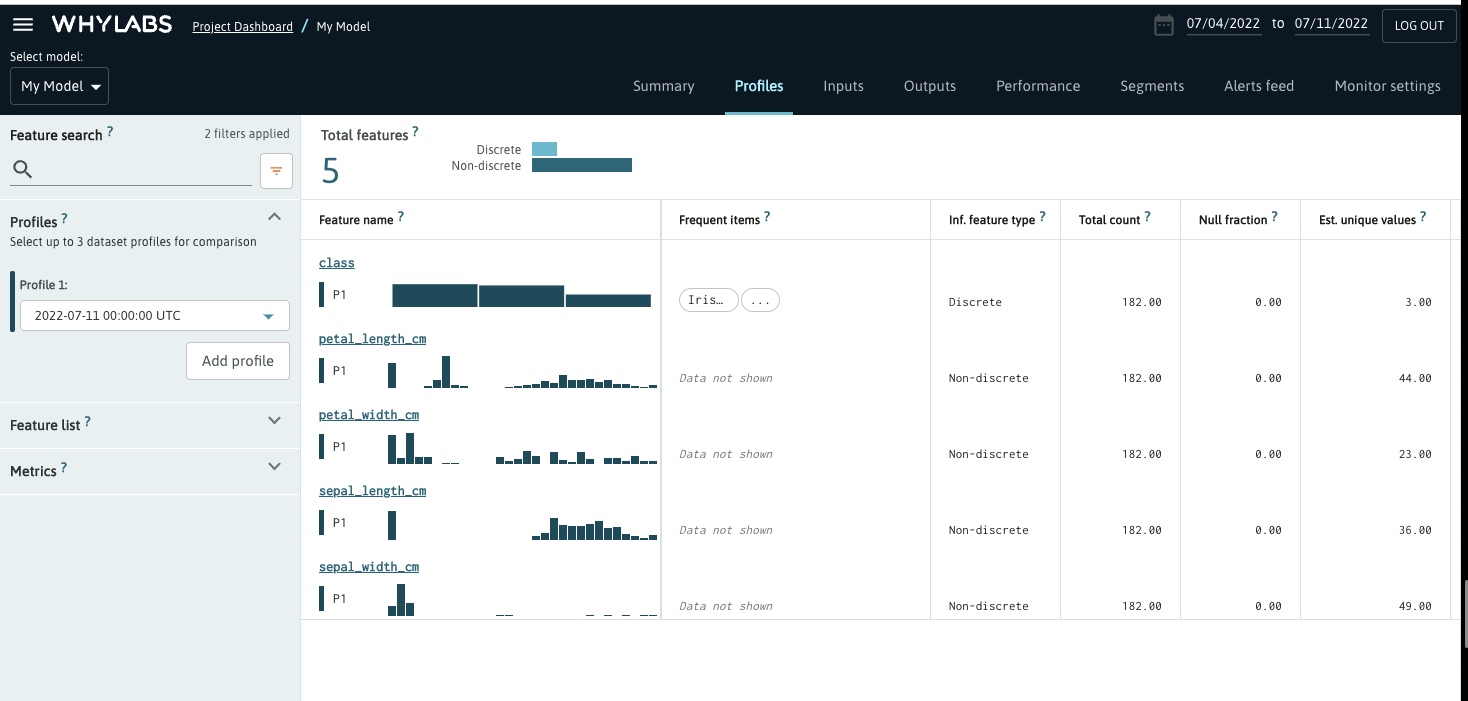 WHYLABS Project Dashboard / My Model 07/04/2022 to 07/11/2022 LOG OUT
Select model:
My Model
Summary Profiles Inputs Outputs Performance Segments Alerts feed Monitor settings
Feature search ? 2 filters applied
Profiles ?
Select up to 3 dataset profiles for comparison
Profile 1:
2022-07-11 00:00:00 UTC
Add profile
Feature list ?
Metrics ?
Total features ?
5
Discrete
Non-discrete
Feature name ? Frequent items ? Inf. feature type ? Total count ? Null fraction ? Est. unique values ?
class
P1 Iris… ... Discrete 182.00 0.00 3.00
petal_length_cm
P1 Data not shown Non-discrete 182.00 0.00 44.00
petal_width_cm
P1 Data not shown Non-discrete 182.00 0.00 23.00
sepal_length_cm
P1 Data not shown Non-discrete 182.00 0.00 36.00
sepal_width_cm
P1 Data not shown Non-discrete 182.00 0.00 49.00